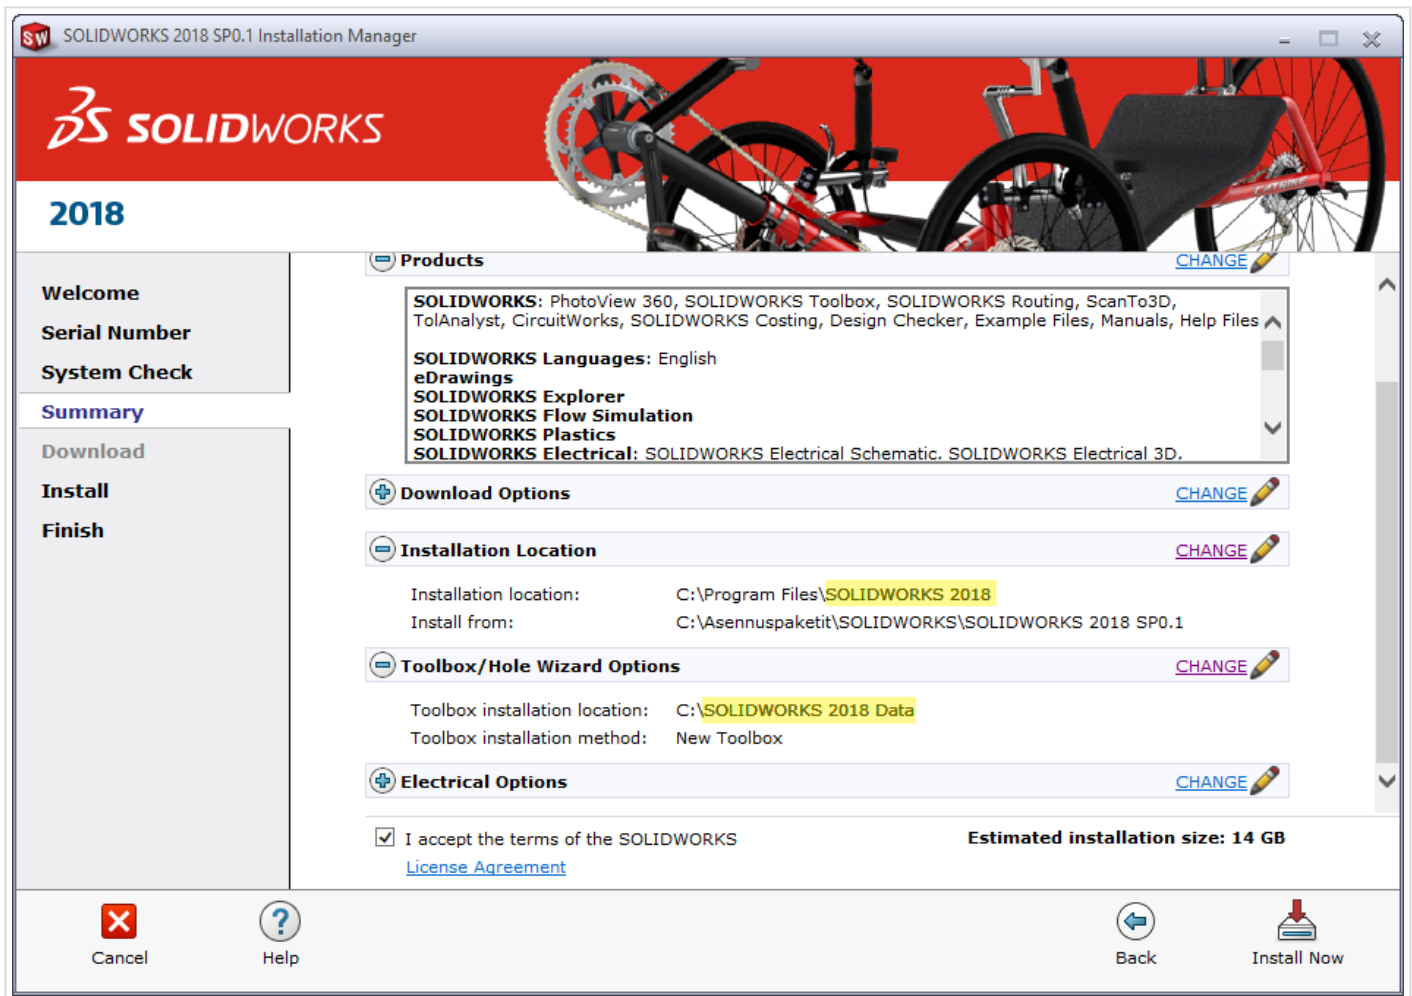 SOLIDWORKS 2018 SP0.1 Installation Manager
SOLIDWORKS
2018
CATRIKE
Welcome
Serial Number
System Check
Summary
Download
Install
Finish
Products CHANGE
SOLIDWORKS: PhotoView 360, SOLIDWORKS Toolbox, SOLIDWORKS Routing, ScanTo3D,
TolAnalyst, CircuitWorks, SOLIDWORKS Costing, Design Checker, Example Files, Manuals, Help Files
SOLIDWORKS Languages: English
eDrawings
SOLIDWORKS Explorer
SOLIDWORKS Flow Simulation
SOLIDWORKS Plastics
SOLIDWORKS Electrical: SOLIDWORKS Electrical Schematic, SOLIDWORKS Electrical 3D,
Download Options CHANGE
Installation Location CHANGE
Installation location: C:\Program Files\SOLIDWORKS 2018
Install from: C:\Asennuspaketit\SOLIDWORKS\SOLIDWORKS 2018 SP0.1
Toolbox/Hole Wizard Options CHANGE
Toolbox installation location: C:\SOLIDWORKS 2018 Data
Toolbox installation method: New Toolbox
Electrical Options CHANGE
I accept the terms of the SOLIDWORKS
License Agreement
Estimated installation size: 14 GB
Cancel
Help
Back
Install Now